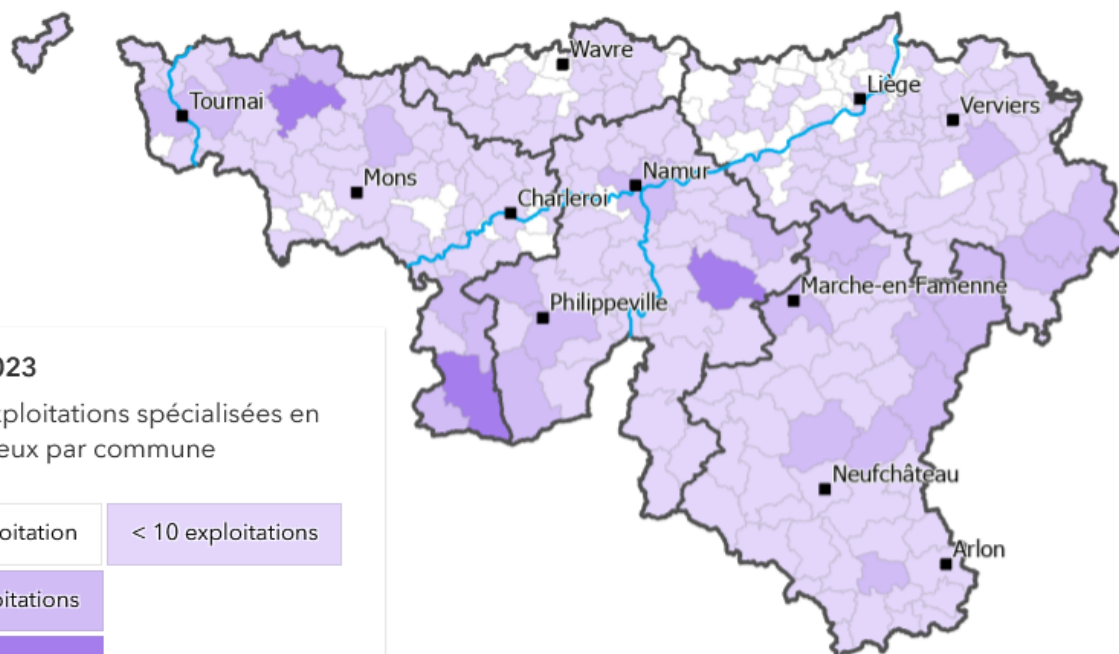 Wavre
Liège
Tournai
Verviers
Namur
Mons
Charleroi
Marche-en-Famenne
Philippeville
023
xploitations spécialisées en
eux par commune
oitation
< 10 exploitations
Neufchâteau
Arlon
oitations